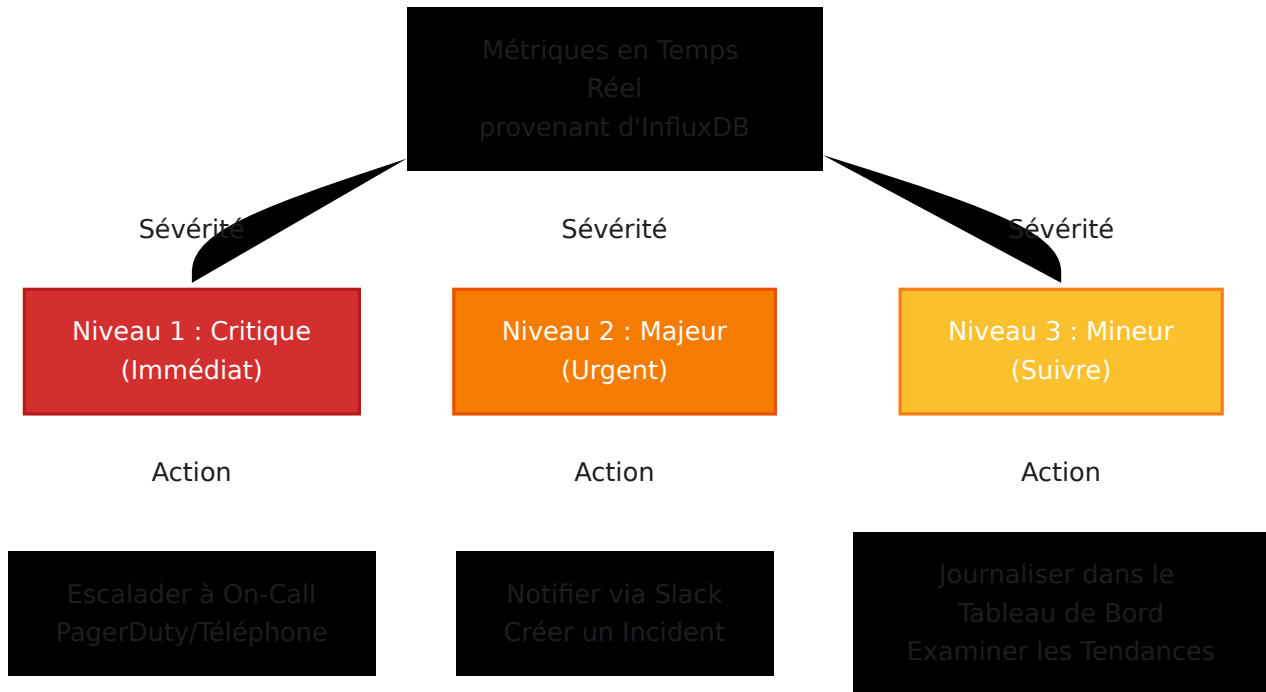 Métriques en Temps
Réel
provenant d'InfluxDB
Sévérité
Sévérité
Sévérité
Niveau 1 : Critique
(Immédiat)
Niveau 2 : Majeur
(Urgent)
Niveau 3 : Mineur
(Suivre)
Action
Action
Action
Escalader à On-Call
PagerDuty/Téléphone
Notifier via Slack
Créer un Incident
Journaliser dans le
Tableau de Bord
Examiner les Tendances